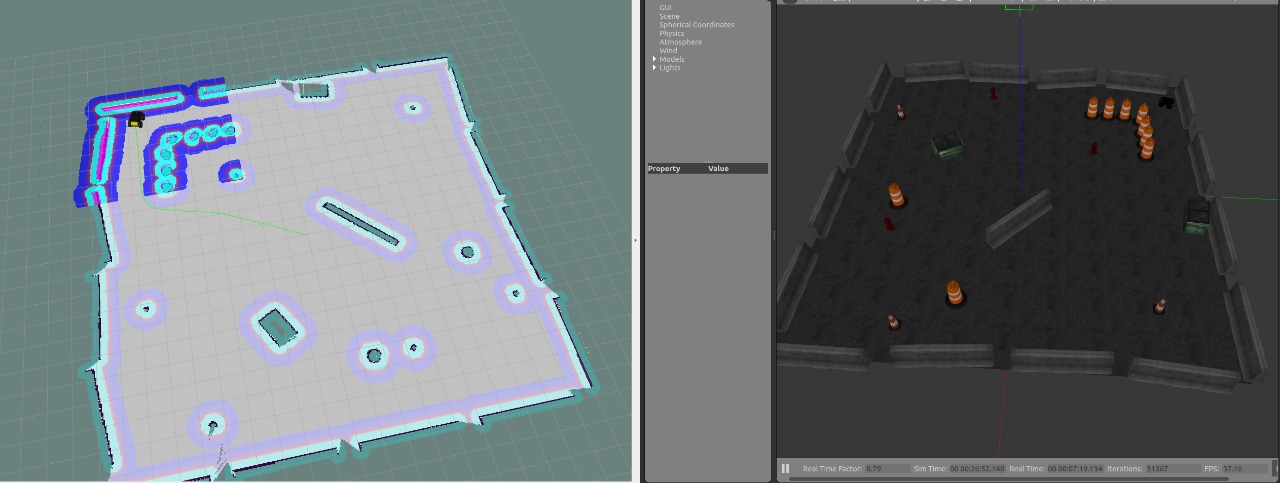 GUI
Scene
Spherical Coordinates
Physics
Atmosphere
Wind
Models
Lights
Property Value
Real Time Factor: 0.79 Sim Time: 00 00:26:52.140 Real Time: 00 00:07:19.134 Iterations: 31367 FPS: 37.10